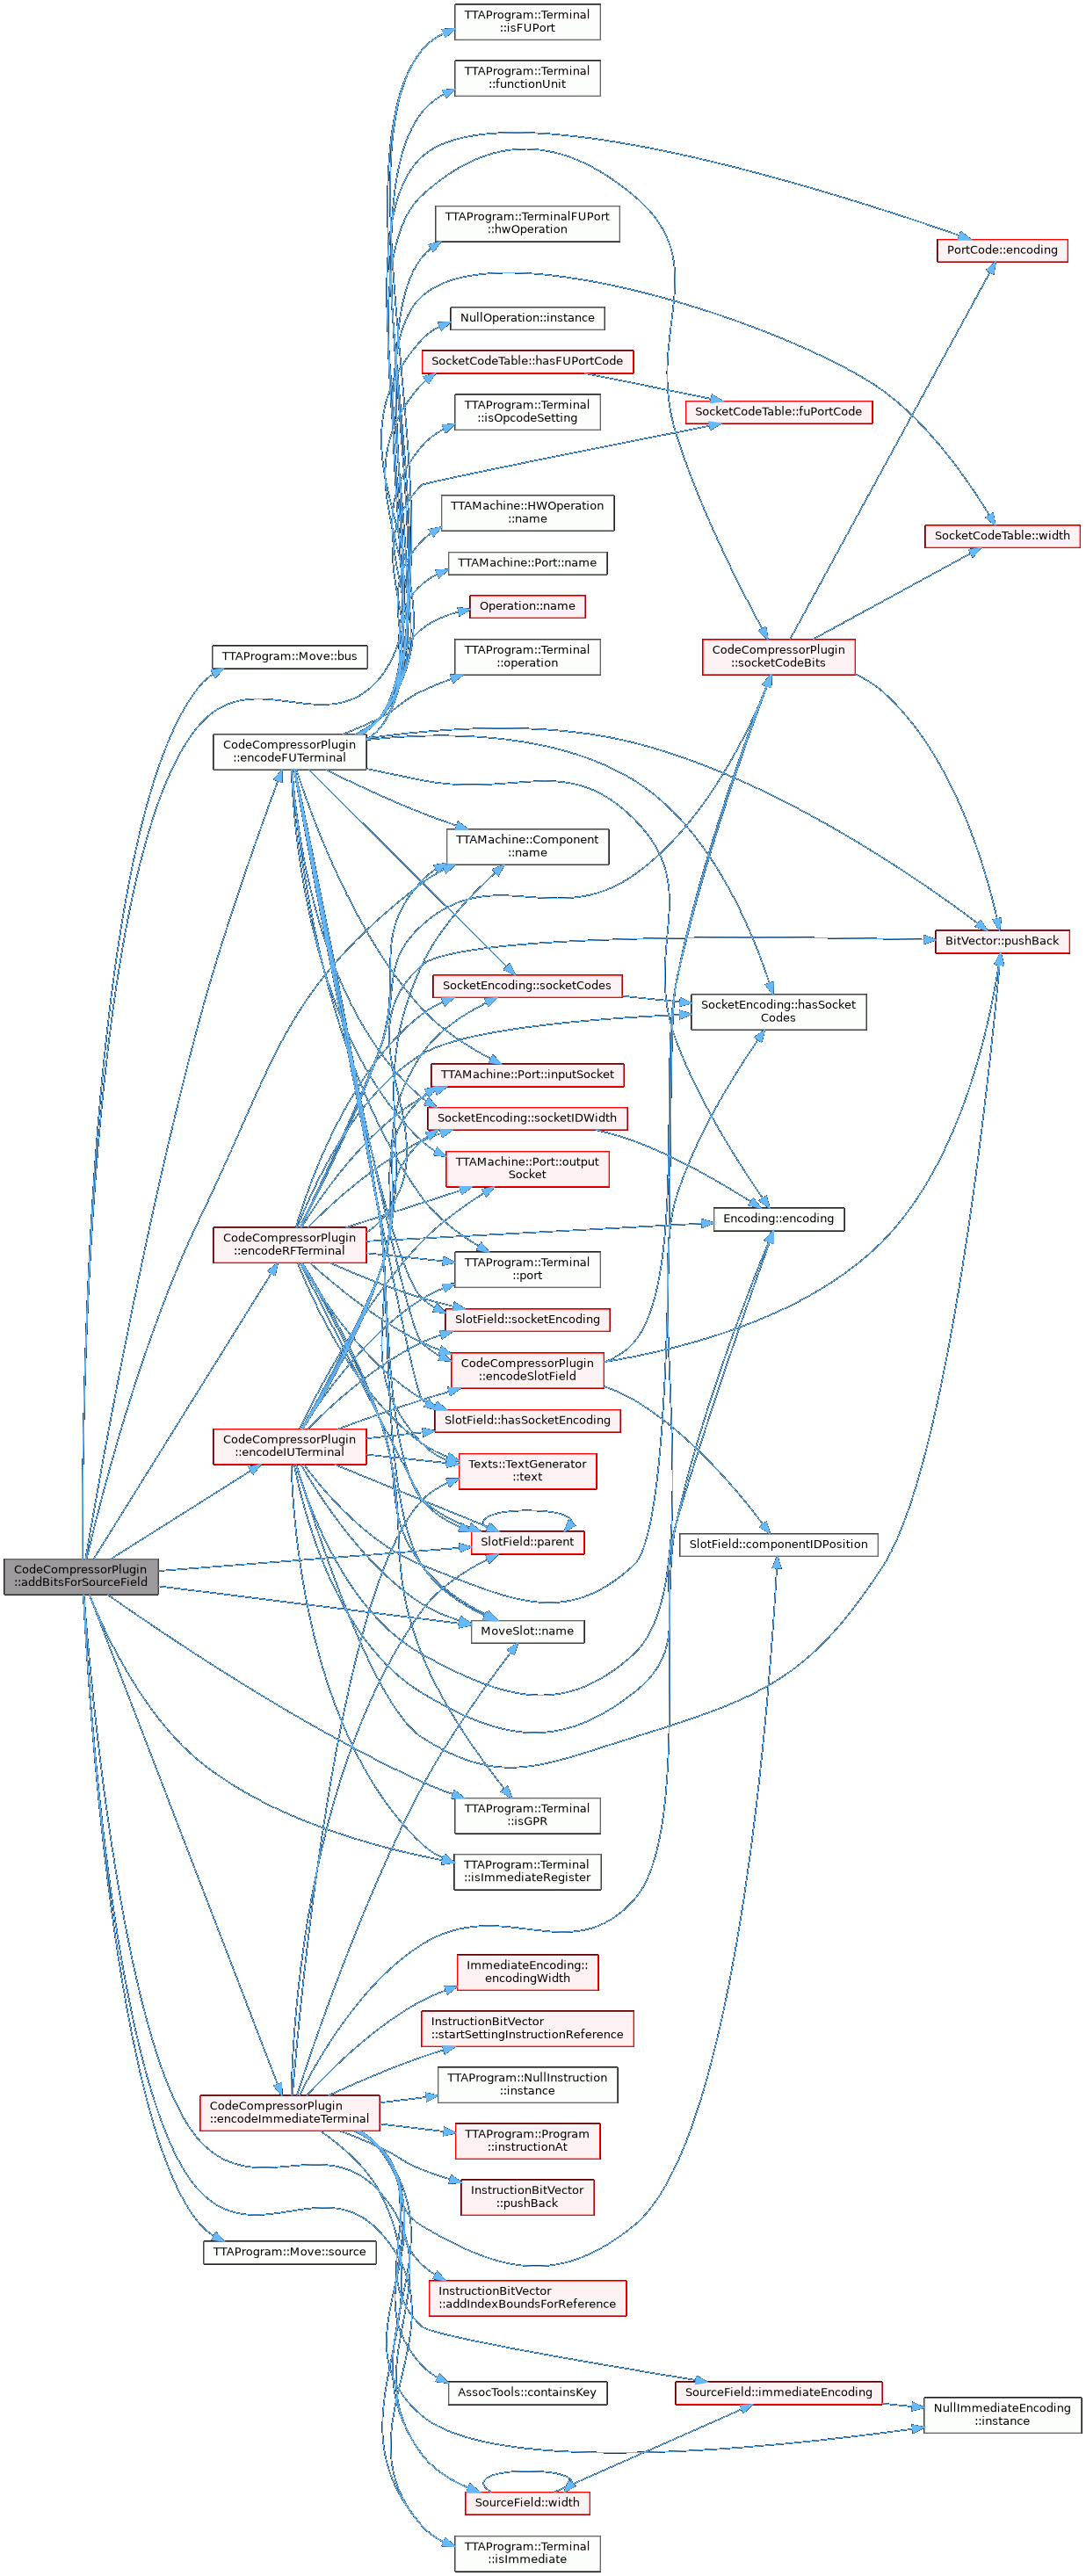 TTAProgram::Terminal
::isFUPort
TTAProgram::Terminal
::functionUnit
TTAProgram::TerminalFUPort
::hwOperation
PortCode::encoding
NullOperation::instance
SocketCodeTable::hasFUPortCode
TTAProgram::Terminal
::isOpcodeSetting
SocketCodeTable::fuPortCode
TTAMachine::HWOperation
::name
SocketCodeTable::width
TTAMachine::Port::name
Operation::name
TTAProgram::Move::bus
TTAProgram::Terminal
::operation
CodeCompressorPlugin
::socketCodeBits
CodeCompressorPlugin
::encodeFUTerminal
TTAMachine::Component
::name
BitVector::pushBack
SocketEncoding::socketCodes
SocketEncoding::hasSocket
Codes
TTAMachine::Port::inputSocket
SocketEncoding::socketIDWidth
TTAMachine::Port::output
Socket
Encoding::encoding
CodeCompressorPlugin
::encodeRFTerminal
TTAProgram::Terminal
::port
SlotField::socketEncoding
CodeCompressorPlugin
::encodeSlotField
SlotField::hasSocketEncoding
CodeCompressorPlugin
::encodeIUTerminal
Texts::TextGenerator
::text
SlotField::parent
SlotField::componentIDPosition
CodeCompressorPlugin
::addBitsForSourceField
MoveSlot::name
TTAProgram::Terminal
::isGPR
TTAProgram::Terminal
::isImmediateRegister
ImmediateEncoding::
encodingWidth
InstructionBitVector
::startSettingInstructionReference
TTAProgram::NullInstruction
::instance
CodeCompressorPlugin
::encodeImmediateTerminal
TTAProgram::Program
::instructionAt
InstructionBitVector
::pushBack
TTAProgram::Move::source
InstructionBitVector
::addIndexBoundsForReference
AssocTools::containsKey
SourceField::immediateEncoding
NullImmediateEncoding
::instance
SourceField::width
TTAProgram::Terminal
::isImmediate